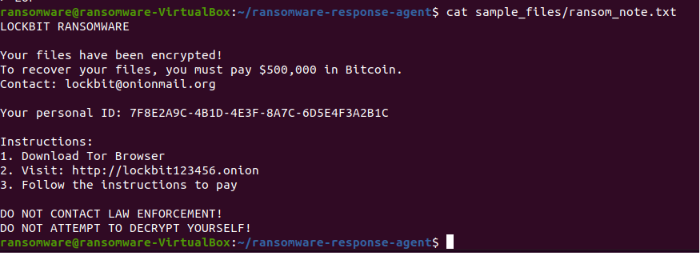 ransomware@ransomware-VirtualBox:~/ransomware-response-agent$ cat sample_files/ransom_note.txt
LOCKBIT RANSOMWARE
Your files have been encrypted!
To recover your files, you must pay $500,000 in Bitcoin.
Contact: lockbit@onionmail.org
Your personal ID: 7F8E2A9C-4B1D-4E3F-8A7C-6D5E4F3A2B1C
Instructions:
1. Download Tor Browser
2. Visit: http://lockbit123456.onion
3. Follow the instructions to pay
DO NOT CONTACT LAW ENFORCEMENT!
DO NOT ATTEMPT TO DECRYPT YOURSELF!
ransomware@ransomware-VirtualBox:~/ransomware-response-agent$